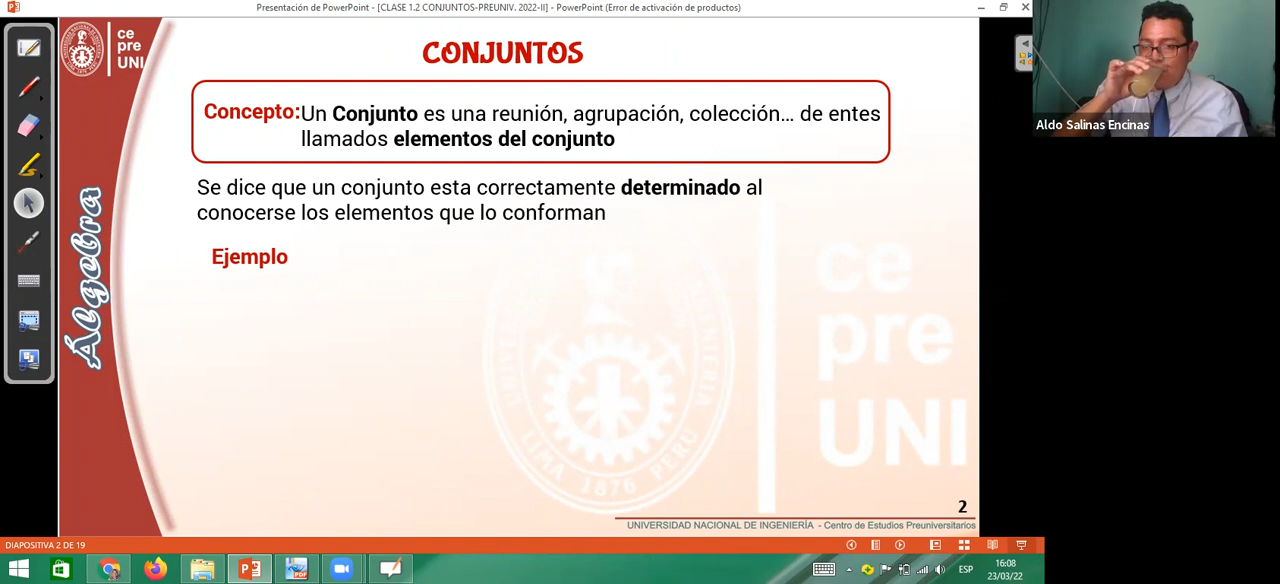 Presentación de PowerPoint - [CLASE 1.2 CONJUNTOS-PREUNIV. 2022-II] - PowerPoint (Error de activación de productos)
ce
pre
UNI
CONJUNTOS
Concepto: Un Conjunto es una reunión, agrupación, colección... de entes
llamados elementos del conjunto
Se dice que un conjunto esta correctamente determinado al
conocerse los elementos que lo conforman
Ejemplo
Álgebra
Aldo Salinas Encinas
ce
pre
UNI
LIMA 1876 PERU
2
UNIVERSIDAD NACIONAL DE INGENIERÍA - Centro de Estudios Preuniversitarios
DIAPOSITIVA 2 DE 19
ESP
16:08
23/03/22